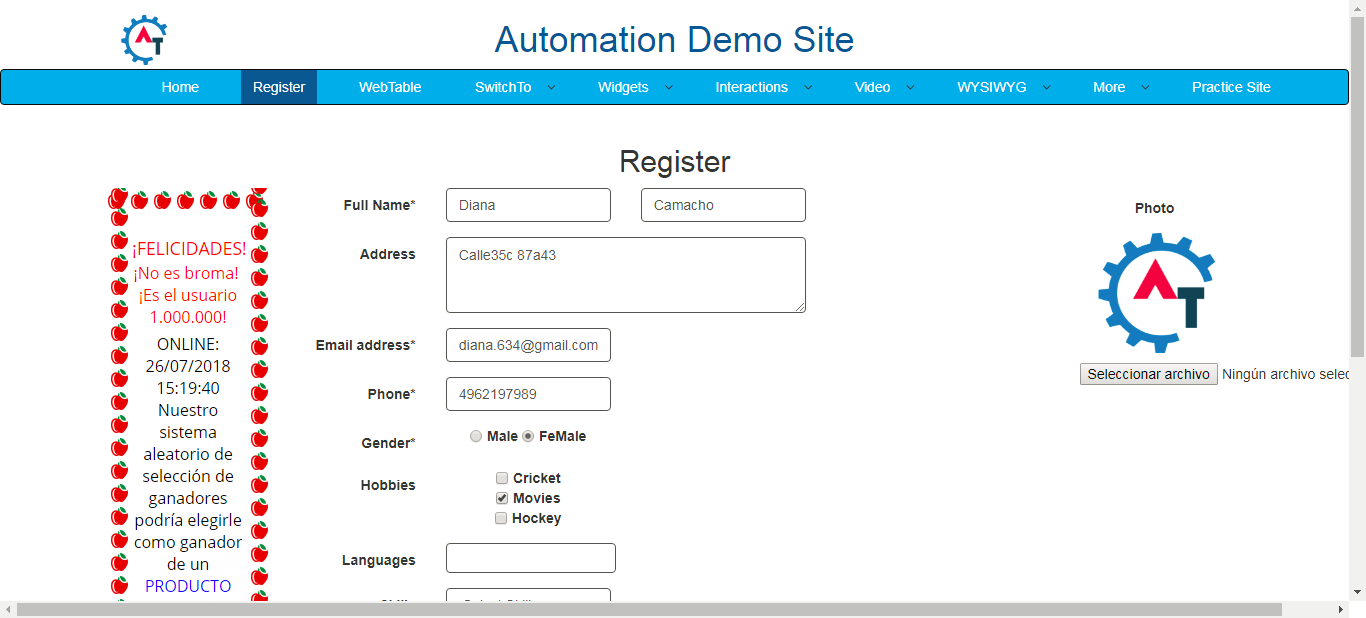 AT
Automation Demo Site
Home Register WebTable SwitchTo Widgets Interactions Video WYSIWYG More Practice Site
Register
¡FELICIDADES!
¡No es broma!
¡Es el usuario
1.000.000!
ONLINE:
26/07/2018
15:19:40
Nuestro
sistema
aleatorio de
selección de
ganadores
podría elegirle
como ganador
de un
PRODUCTO
Full Name* Diana Camacho
Address Calle35c 87a43
Email address* diana.634@gmail.com
Phone* 4962197989
Gender* Male FeMale
Hobbies Cricket
Movies
Hockey
Languages
Photo
AT
Seleccionar archivo Ningún archivo selec